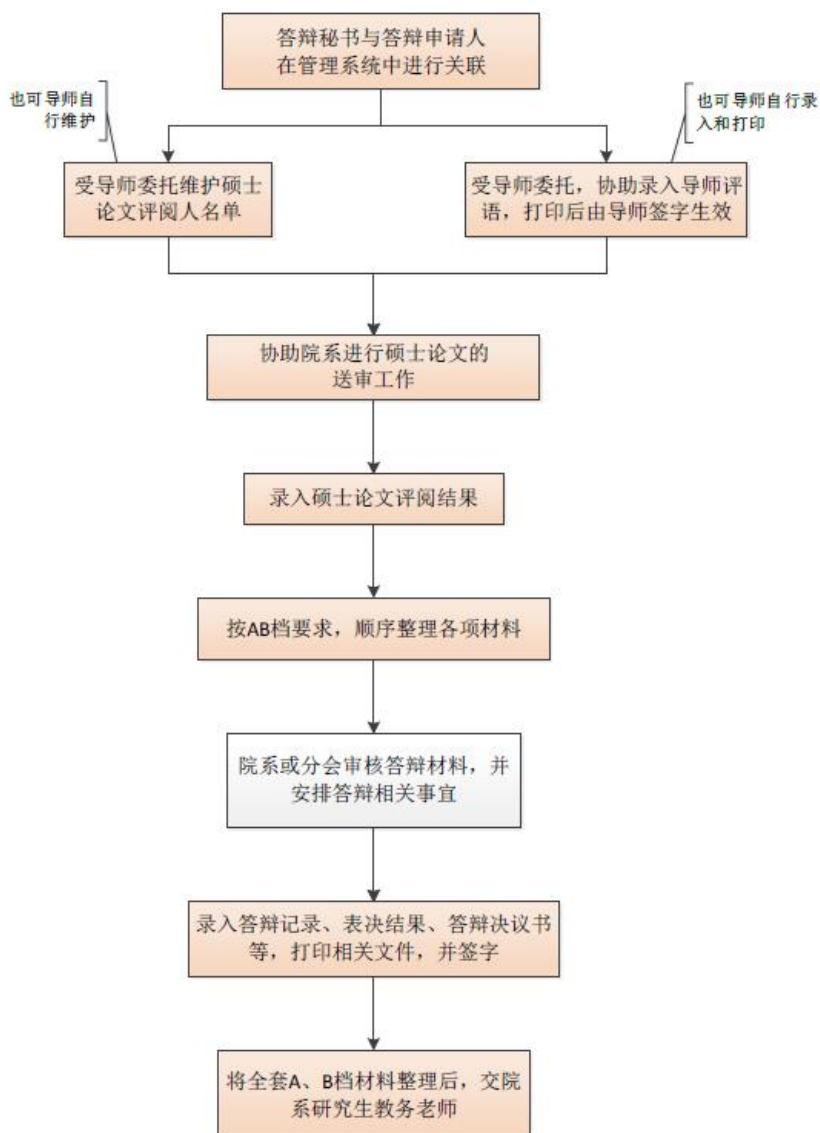 答辩秘书与答辩申请人
在管理系统中进行关联
也可导师自
行维护
也可导师自行录
入和打印
受导师委托维护硕士
论文评阅人名单
受导师委托，协助录入导师评
语，打印后由导师签字生效
协助院系进行硕士论文的
送审工作
录入硕士论文评阅结果
按AB档要求，顺序整理各项材料
院系或分会审核答辩材料，并
安排答辩相关事宜
录入答辩记录、表决结果、答辩决议书
等，打印相关文件，并签字
将全套A、B档材料整理后，交院
系研究生教务老师